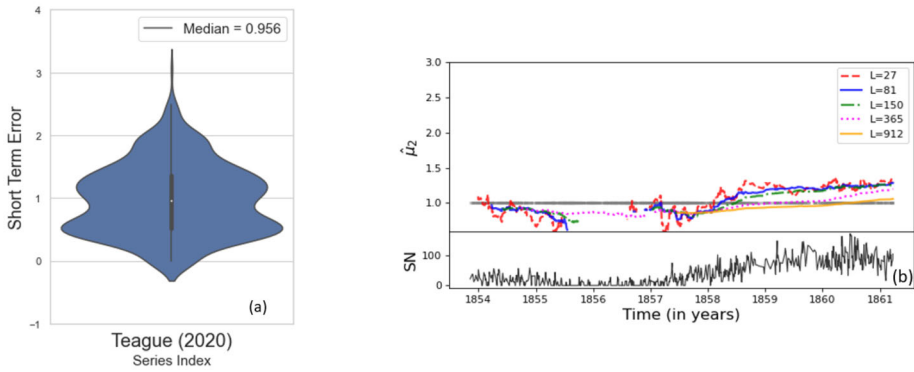 4
3
2
1
0
−1
Short Term Error
Median = 0.956
(a)
Teague (2020)
Series Index
3.0
2.5
2.0
1.5
1.0
μ̂₂
L=27
L=81
L=150
L=365
L=912
100
0
SN
(b)
1854 1855 1856 1857 1858 1859 1860 1861
Time (in years)